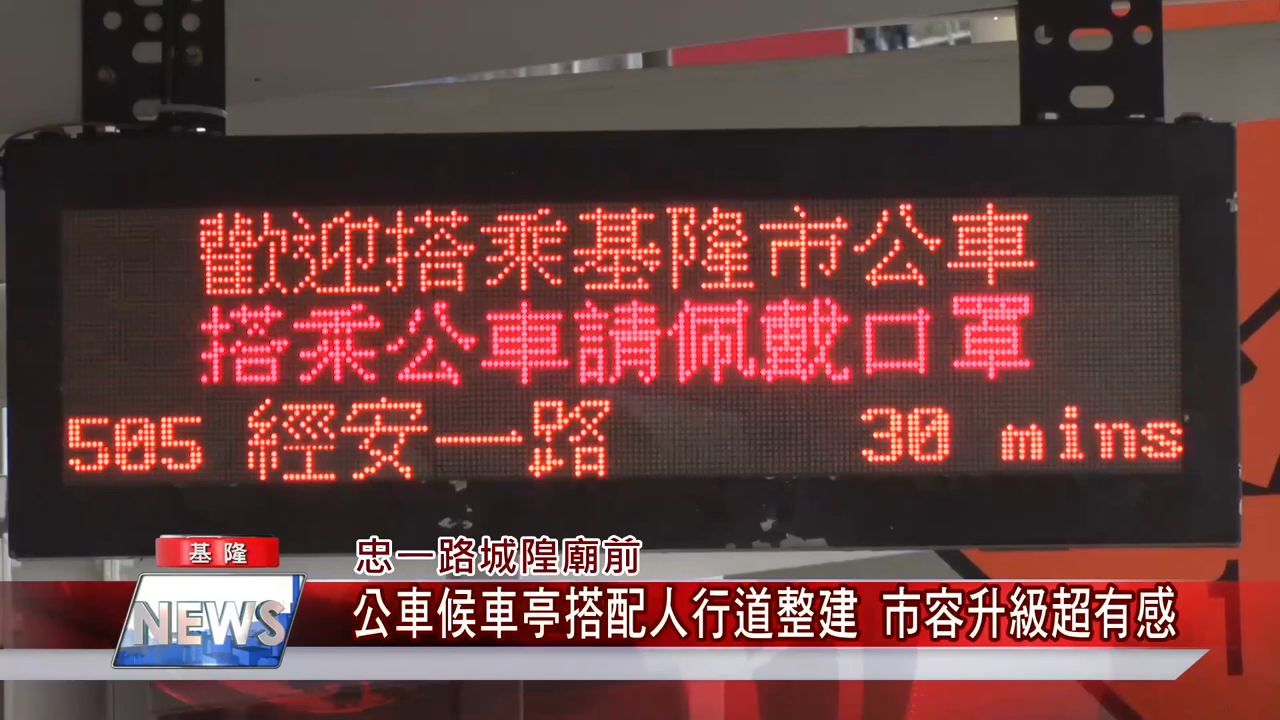 歡迎搭乘基隆市公車
搭乘公車請佩戴口罩
505 經安一路 30 mins
基隆
忠一路城隍廟前
NEWS
公車候車亭搭配人行道整建 市容升級超有感